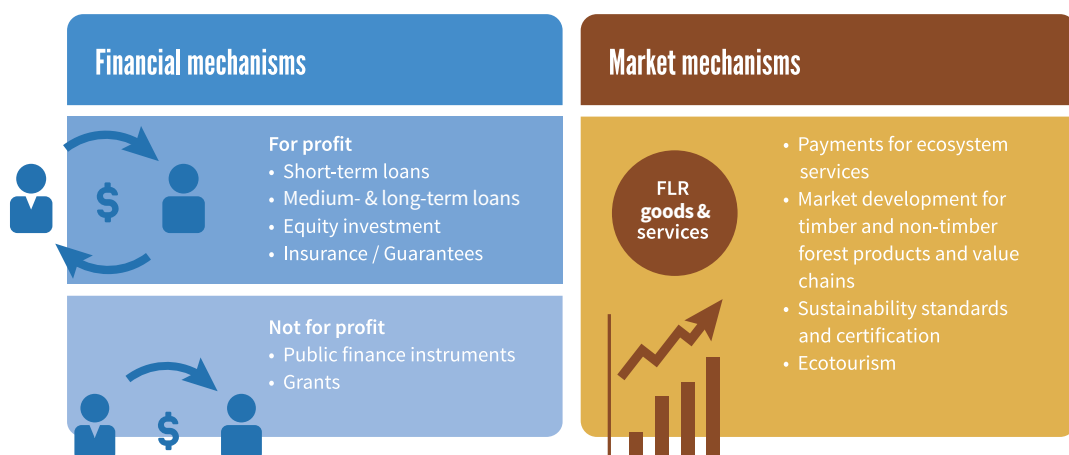 Financial mechanisms
For profit
• Short-term loans
• Medium- & long-term loans
• Equity investment
• Insurance / Guarantees
$
Not for profit
• Public finance instruments
• Grants
$
Market mechanisms
FLR
goods &
services
• Payments for ecosystem
services
• Market development for
timber and non-timber
forest products and value
chains
• Sustainability standards
and certification
• Ecotourism